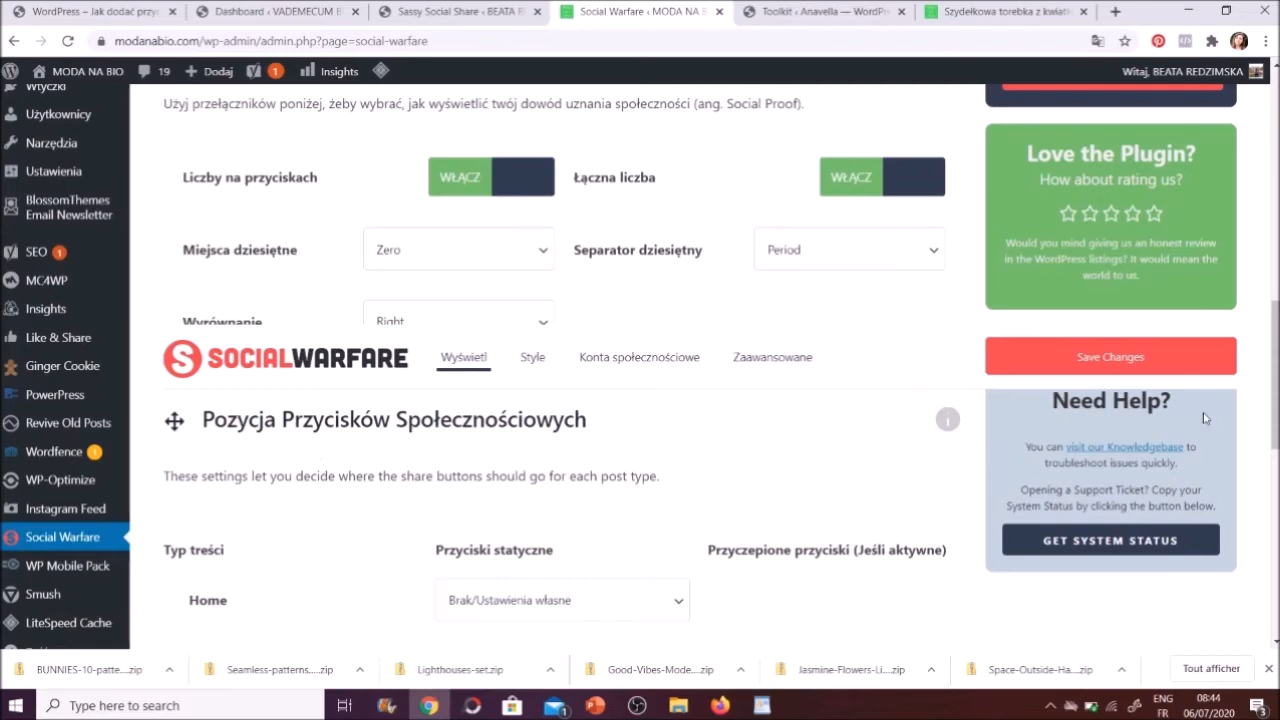 WordPress – Jak dodać przyc
Dashboard ‹ VADEMECUM B
Sassy Social Share ‹ BEATA R
Social Warfare ‹ MODA NA B
Toolkit ‹ Anavella — WordPr
Szydełkowa torebka z kwiatk
modanabio.com/wp-admin/admin.php?page=social-warfare
MODA NA BIO
19
Dodaj
1
Insights
Witaj, BEATA REDZIMSKA
Wtyczki
Użytkownicy
Narzędzia
Ustawienia
BlossomThemes
Email Newsletter
SEO 1
MC4WP
Insights
Like & Share
Ginger Cookie
PowerPress
Revive Old Posts
Wordfence
WP-Optimize
Instagram Feed
Social Warfare
WP Mobile Pack
Smush
LiteSpeed Cache
Użyj przełączników poniżej, żeby wybrać, jak wyświetlić twój dowód uznania społeczności (ang. Social Proof).
Liczby na przyciskach
WŁĄCZ
Łączna liczba
WŁĄCZ
Miejsca dziesiętne
Zero
Separator dziesiętny
Period
Wyrównanie
Right
SOCIALWARFARE
Wyświetl
Style
Konta społecznościowe
Zaawansowane
Save Changes
Pozycja Przycisków Społecznościowych
These settings let you decide where the share buttons should go for each post type.
Typ treści
Przyciski statyczne
Przyczepione przyciski (Jeśli aktywne)
Home
Brak/Ustawienia własne
Love the Plugin?
How about rating us?
Would you mind giving us an honest review
in the WordPress listings? It would mean the
world to us.
Need Help?
You can visit our Knowledgebase to
troubleshoot issues quickly.
Opening a Support Ticket? Copy your
System Status by clicking the button below.
GET SYSTEM STATUS
BUNNIES-10-patte....zip
Seamless-patterns....zip
Lighthouses-set.zip
Good-Vibes-Mode....zip
Jasmine-Flowers-Li....zip
Space-Outside-Ha....zip
Tout afficher
Type here to search
ENG
FR
08:44
06/07/2020
3